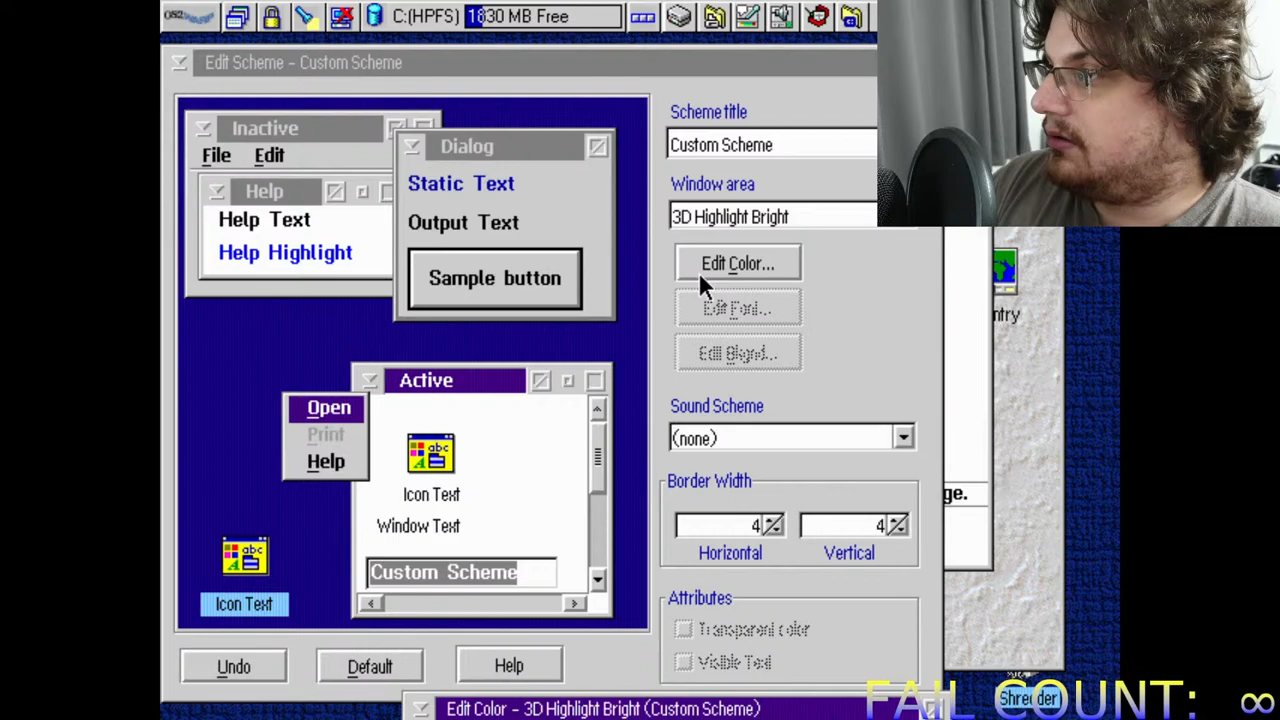 OS2
C:(HPFS) 1830 MB Free
Edit Scheme - Custom Scheme
Inactive
File Edit
Help
Help Text
Help Highlight
Dialog
Static Text
Output Text
Sample button
Active
Open
Print
Help
Icon Text
Window Text
Custom Scheme
Icon Text
Undo
Default
Help
Scheme title
Custom Scheme
Window area
3D Highlight Bright
Edit Color...
Edit Font...
Edit Blend...
Sound Scheme
(none)
Border Width
4
4
Horizontal
Vertical
Attributes
Transparent color
Visible Text
ntry
ge.
Shredder
Edit Color - 3D Highlight Bright (Custom Scheme)
FAIL COUNT: ∞